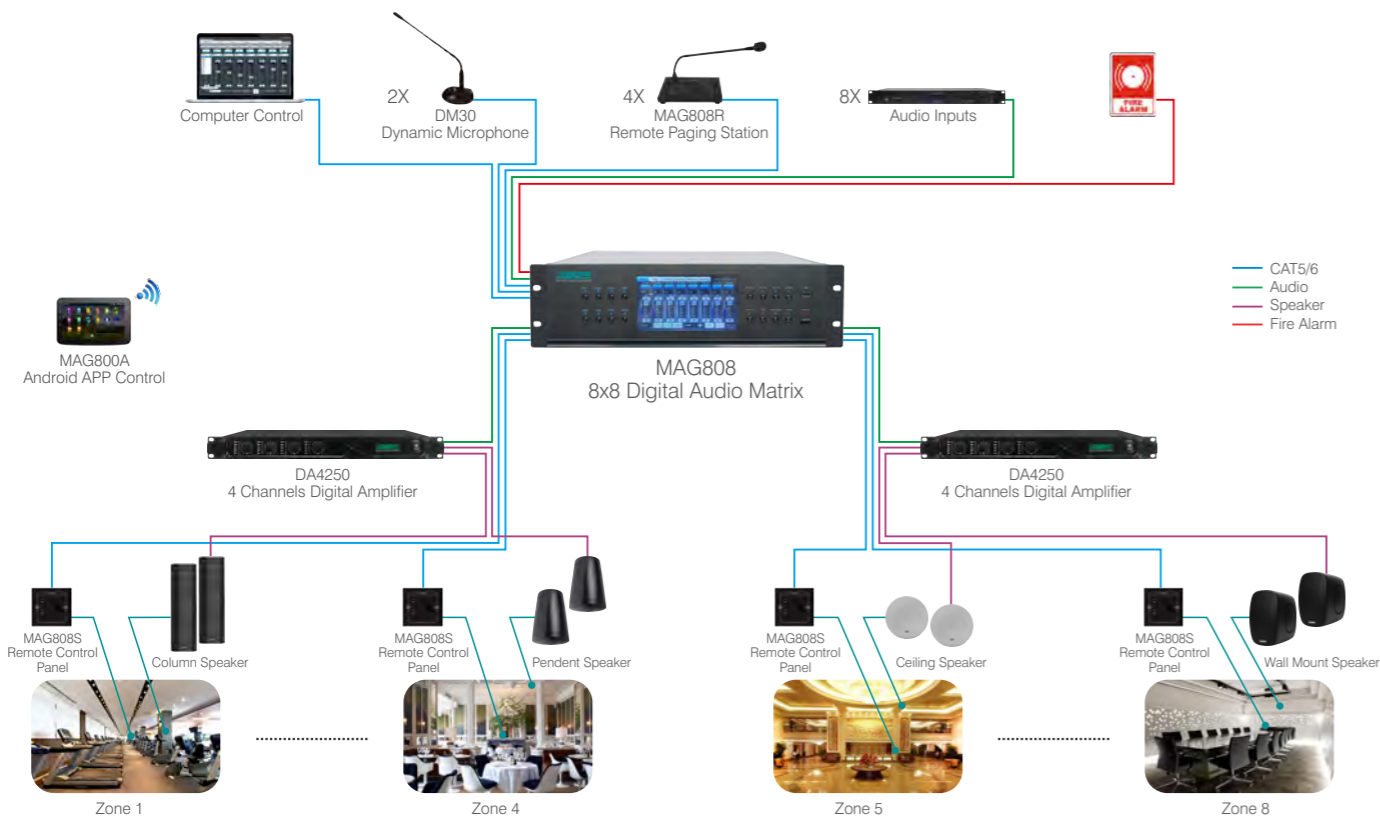 Computer Control
2X
DM30
Dynamic Microphone
4X
MAG808R
Remote Paging Station
8X
Audio Inputs
FIRE
ALARM
CAT5/6
Audio
Speaker
Fire Alarm
MAG800A
Android APP Control
MAG808
8x8 Digital Audio Matrix
DA4250
4 Channels Digital Amplifier
DA4250
4 Channels Digital Amplifier
MAG808S
Remote Control
Panel
Column Speaker
MAG808S
Remote Control
Panel
Pendent Speaker
MAG808S
Remote Control
Panel
Ceiling Speaker
MAG808S
Remote Control
Panel
Wall Mount Speaker
Zone 1
Zone 4
Zone 5
Zone 8